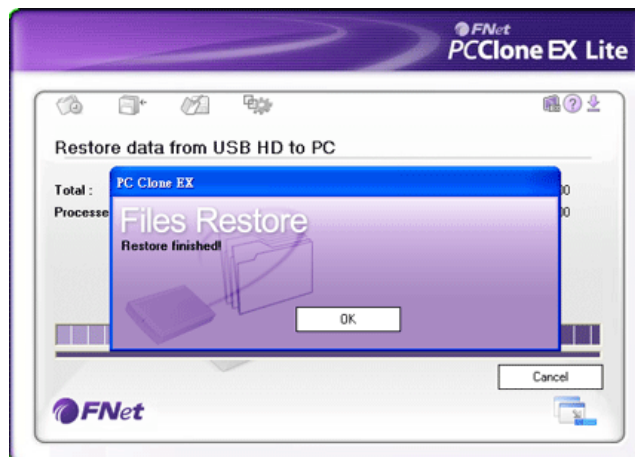 FNet
PCClone EX Lite
Restore data from USB HD to PC
Total :
PC Clone EX
Files Restore
Restore finished!
OK
Cancel
FNet